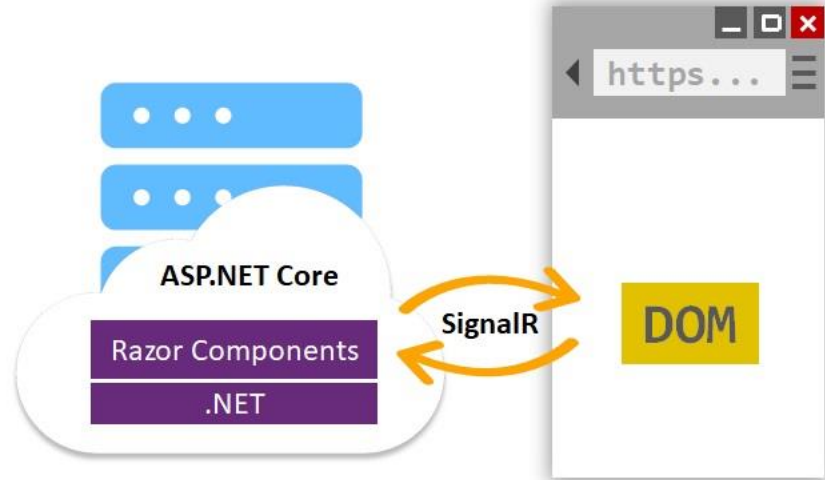 https...
ASP.NET Core
SignalR
DOM
Razor Components
.NET